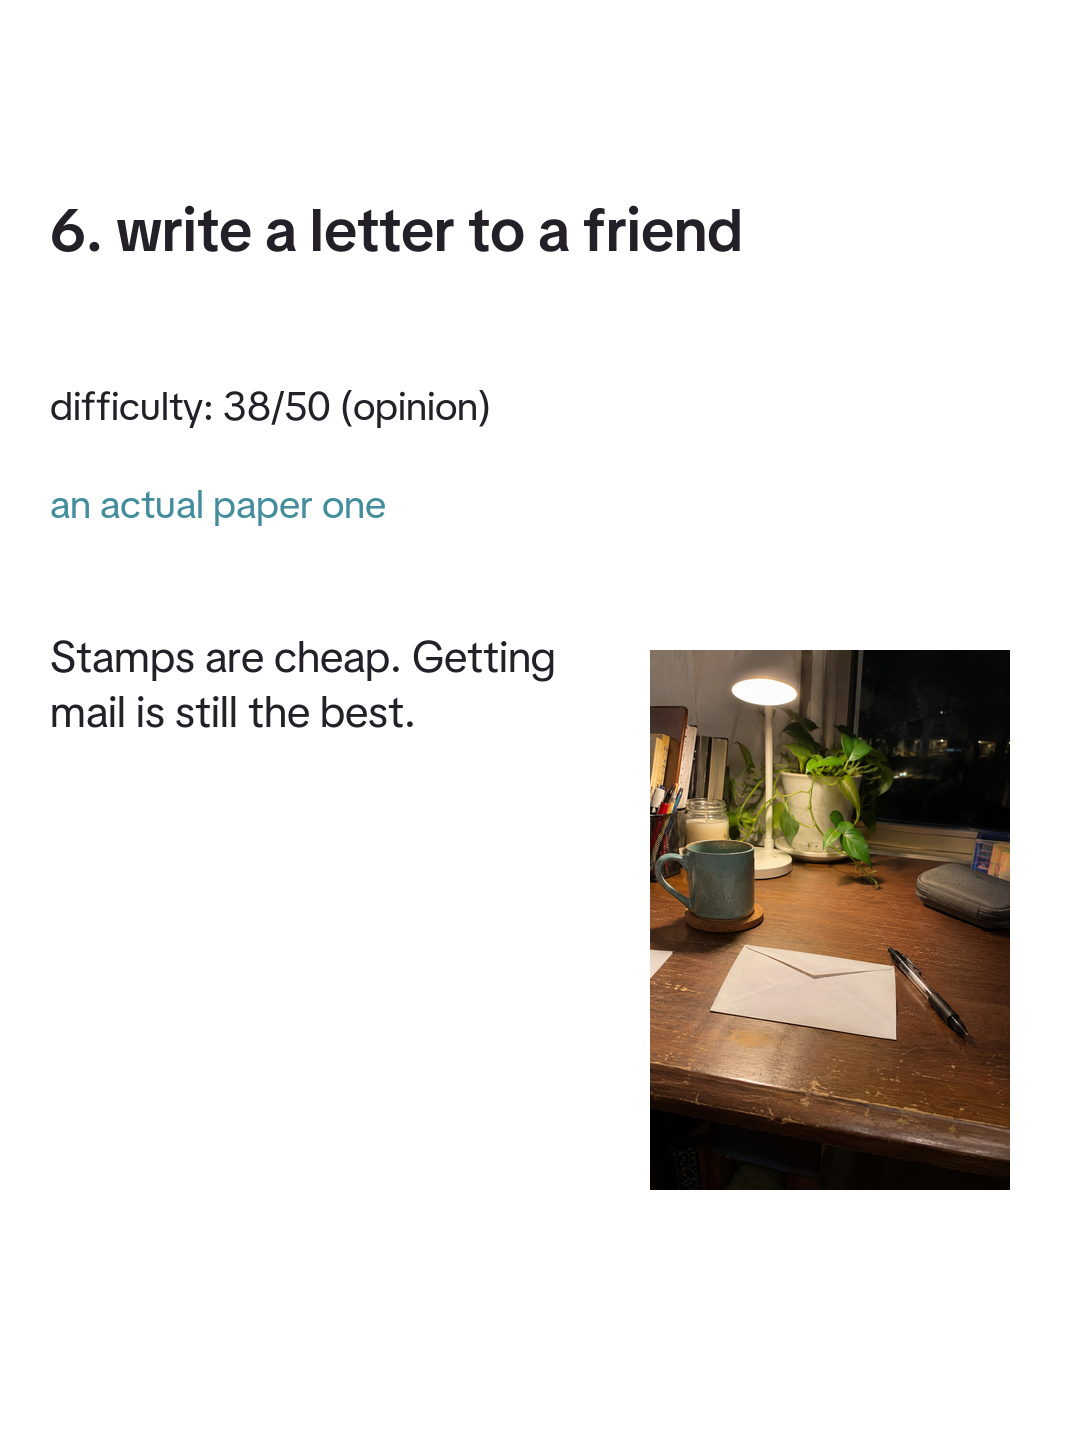 6. write a letter to a friend
difficulty: 38/50 (opinion)
an actual paper one
Stamps are cheap. Getting
mail is still the best.